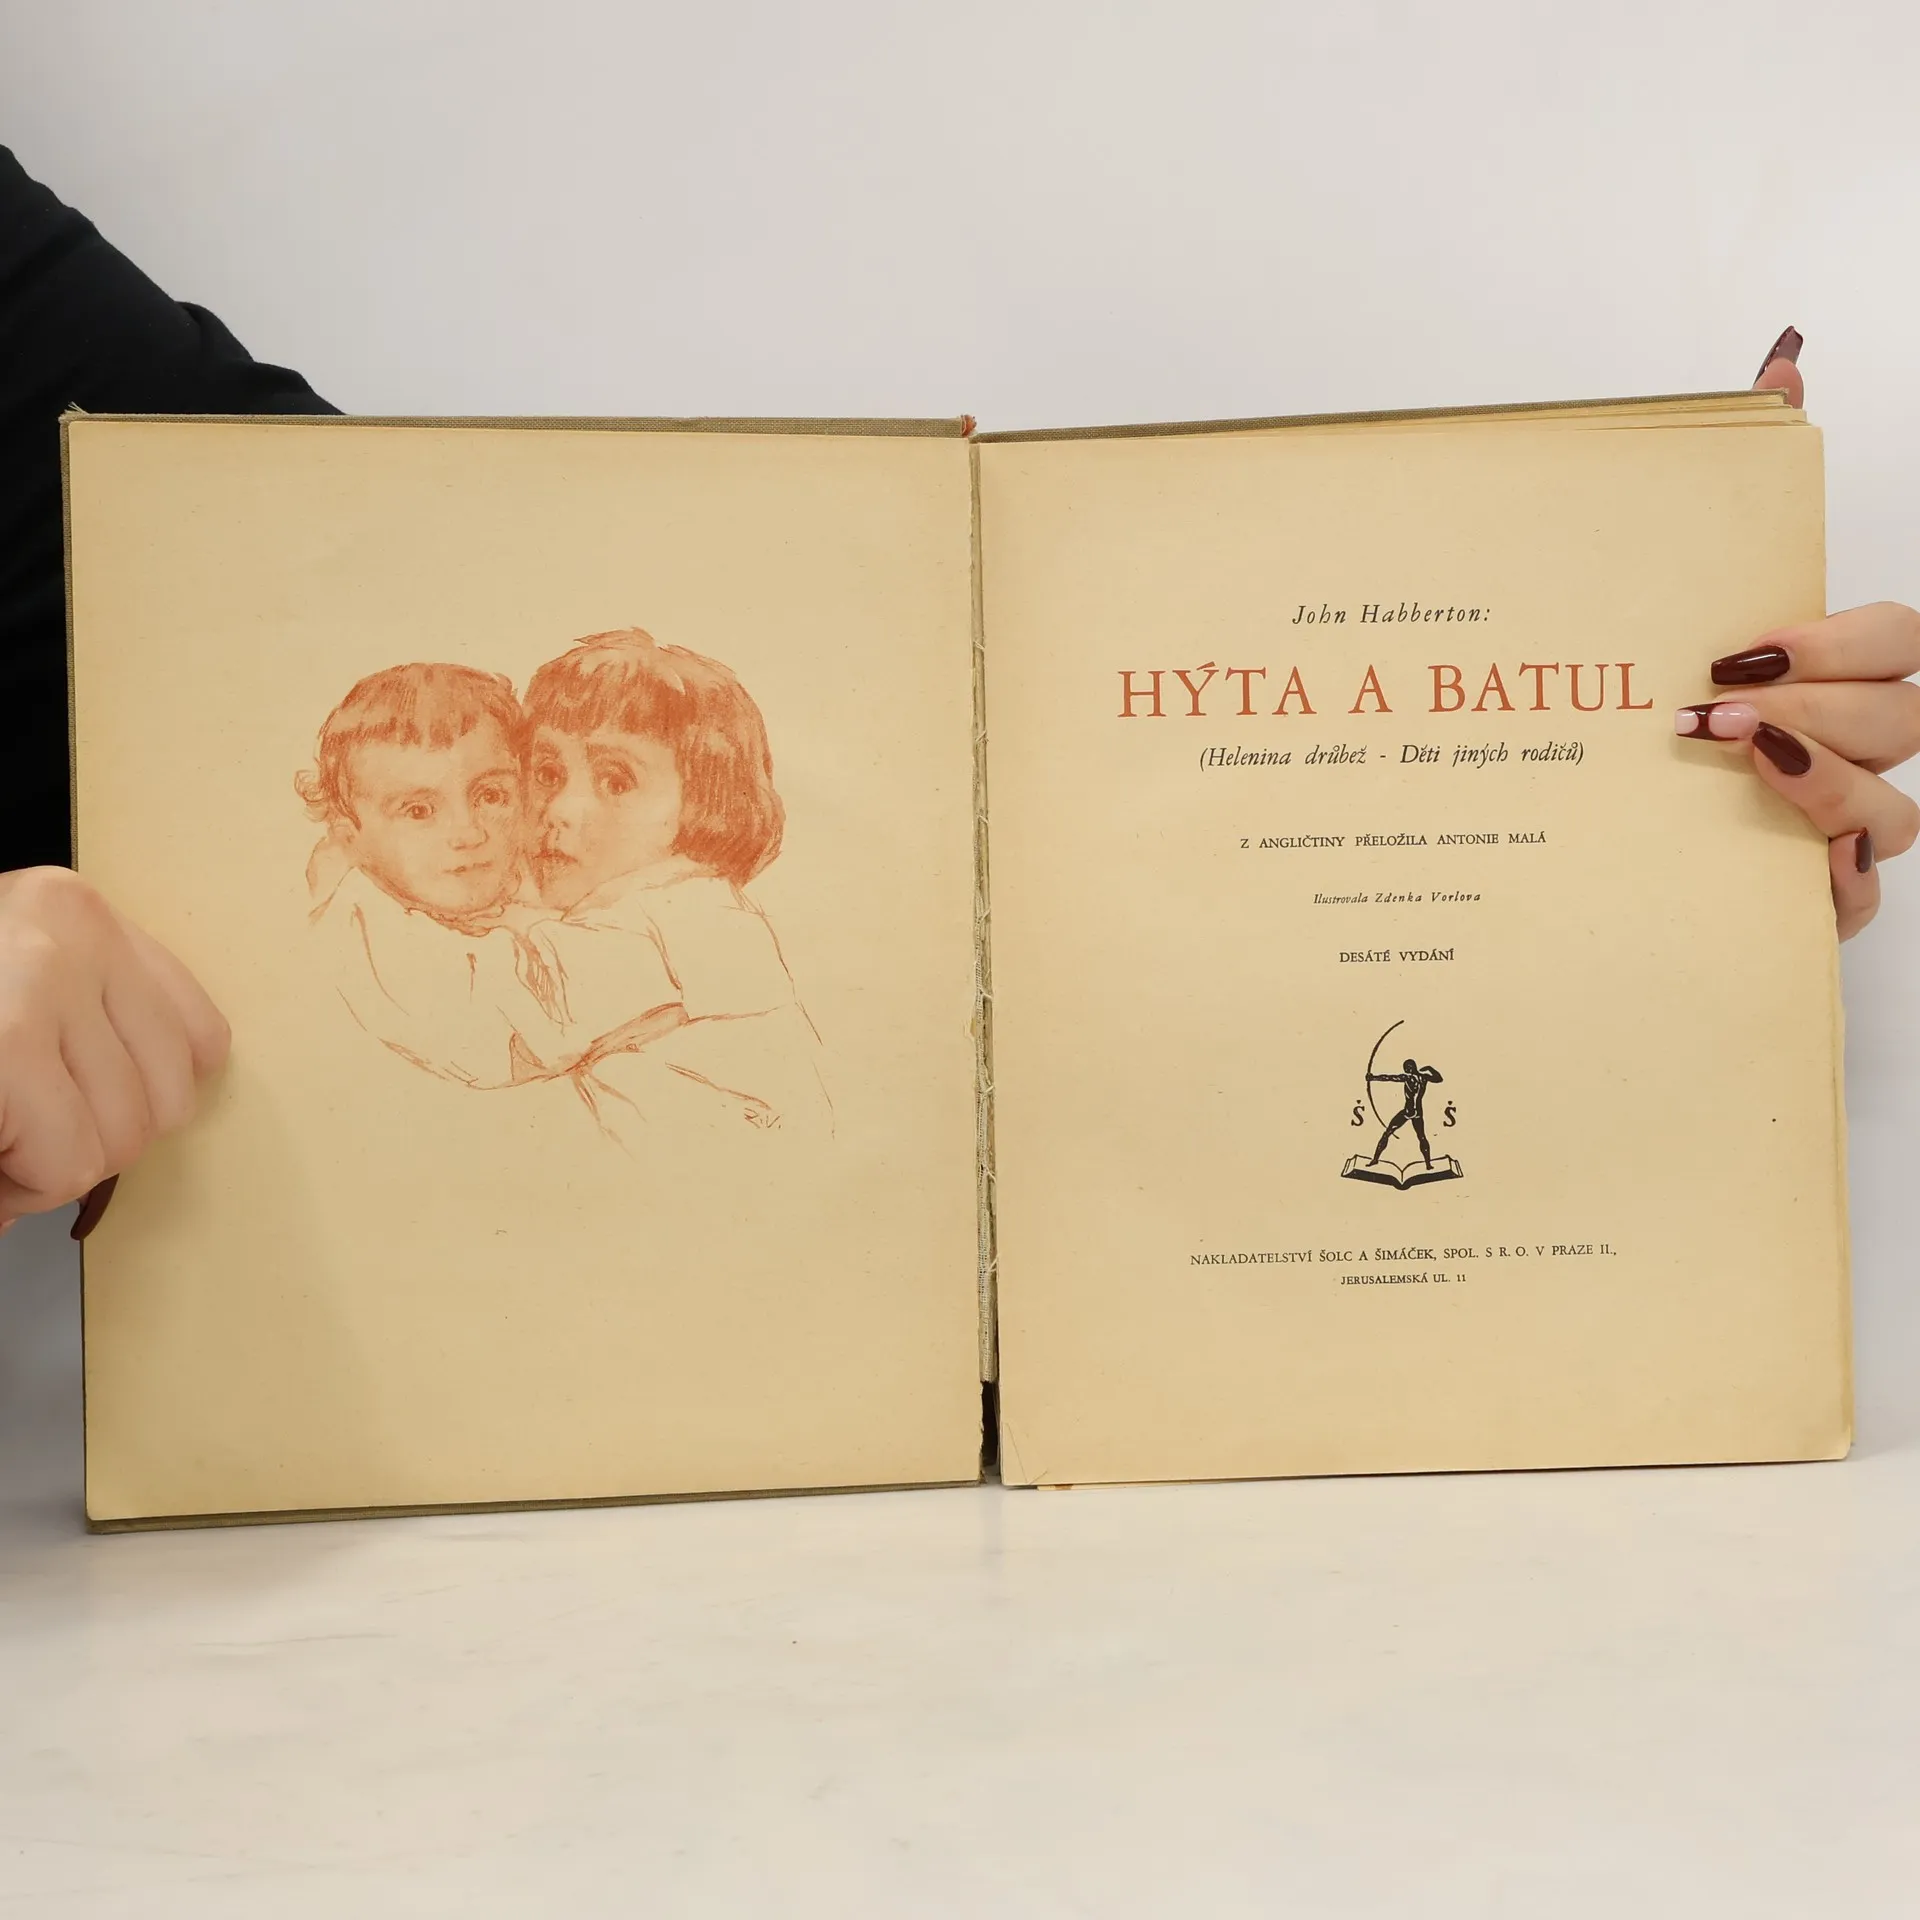 Z.V.
John Habberton:
HÝTA A BATUL
(Helenina drůbež - Děti jiných rodičů)
Z ANGLIČTINY PŘELOŽILA ANTONIE MALÁ
Ilustrovala Zdenka Vorlova
DESÁTÉ VYDÁNÍ
Š Š
NAKLADATELSTVÍ ŠOLC A ŠIMÁČEK, SPOL. S R. O. V PRAZE II.,
JERUSALEMSKÁ UL. 11